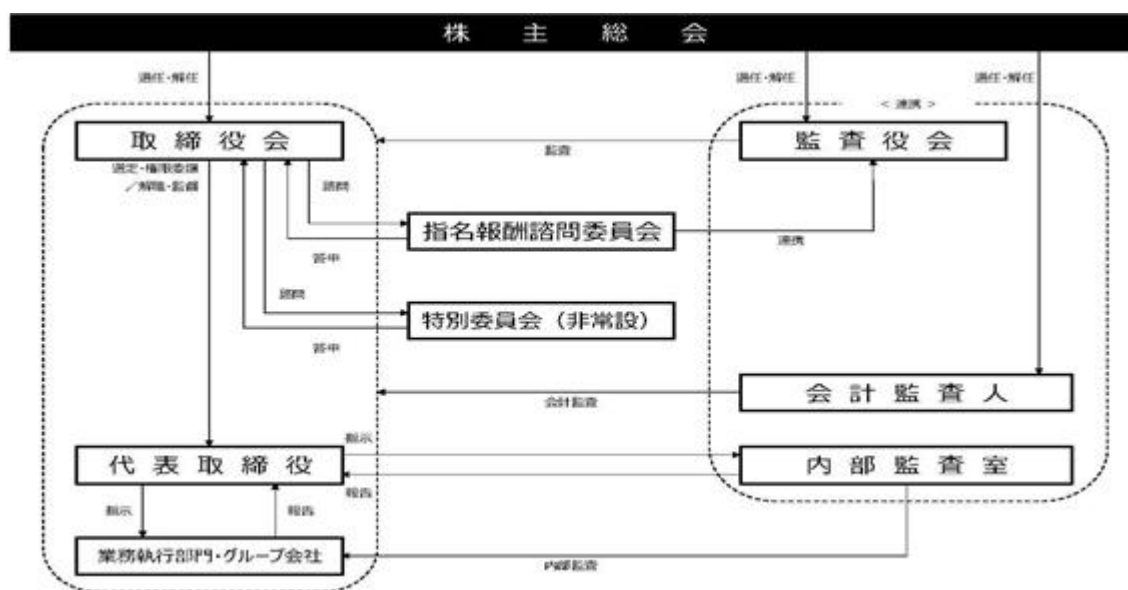 株主総会
選任・解任
選任・解任
選任・解任
＜連携＞
取締役会
監査役会
監査
選定・権限委嘱
／解職・監督
諮問
指名報酬諮問委員会
連携
答申
諮問
特別委員会（非常設）
答申
会計監査人
会計監査
指示
代表取締役
内部監査室
報告
指示
報告
業務執行部門・グループ会社
内部監査